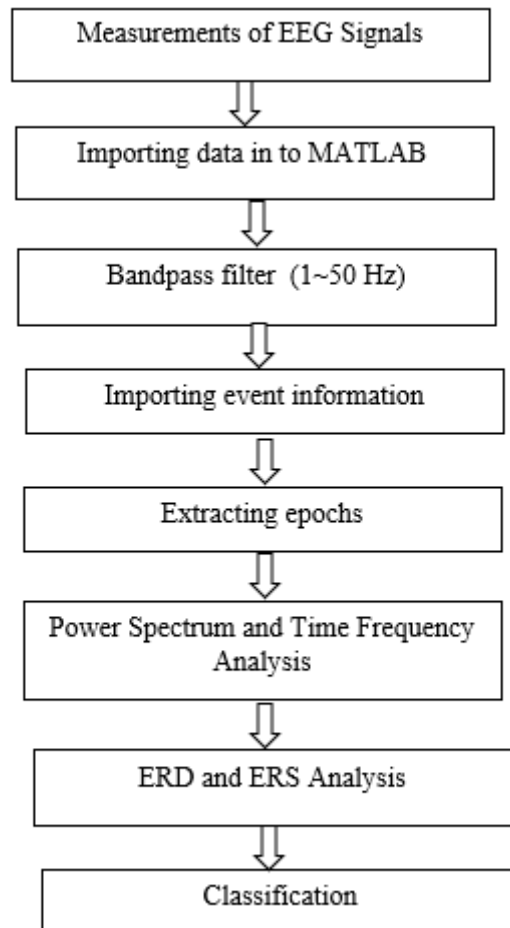 Measurements of EEG Signals
Importing data in to MATLAB
Bandpass filter (1~50 Hz)
Importing event information
Extracting epochs
Power Spectrum and Time Frequency
Analysis
ERD and ERS Analysis
Classification